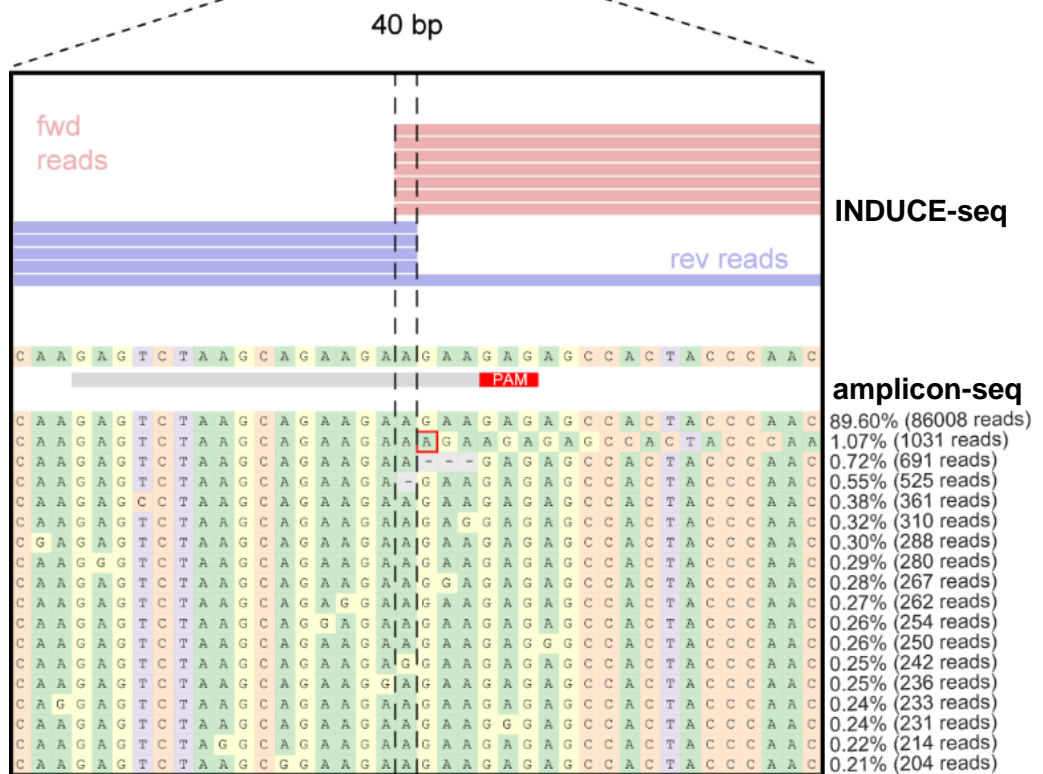 40 bp
fwd
reads
INDUCE-seq
rev reads
C A A G A G T C T A A G C A G A A G A A G A A G A G A G C C A C T A C C C A A C
PAM
amplicon-seq
C A A G A G T C T A A G C A G A A G A A G A A G A G A G C C A C T A C C C A A C 89.60% (86008 reads)
C A A G A G T C T A A G C A G A A G A A A G A A G A G A G C C A C T A C C C A A 1.07% (1031 reads)
C A A G A G T C T A A G C A G A A G A A - - - G A G A G C C A C T A C C C A A C 0.72% (691 reads)
C A A G A G T C T A A G C A G A A G A - G A A G A G A G C C A C T A C C C A A C 0.55% (525 reads)
C A A G A G C C T A A G C A G A A G A A G A A G A G A G C C A C T A C C C A A C 0.38% (361 reads)
C A A G A G T C T A A G C A G A A G A A G A G G A G A G C C A C T A C C C A A C 0.32% (310 reads)
C G A G A G T C T A A G C A G A A G A A G A A G A G A G C C A C T A C C C A A C 0.30% (288 reads)
C A A G G G T C T A A G C A G A A G A A G A A G A G A G C C A C T A C C C A A C 0.29% (280 reads)
C A A G A G T C T A A G C A G A A G A A G G A G A G A G C C A C T A C C C A A C 0.28% (267 reads)
C A A G A G T C T A A G C A G A G G A A G A A G A G A G C C A C T A C C C A A C 0.27% (262 reads)
C A A G A G T C T A A G C A G G A G A A G A A G A G A G C C A C T A C C C A A C 0.26% (254 reads)
C A A G A G T C T A A G C A G A A G A A G A A G A G G G C C A C T A C C C A A C 0.26% (250 reads)
C A A G A G T C T A A G C A G A A G A G G A A G A G A G C C A C T A C C C A A C 0.25% (242 reads)
C A A G A G T C T A A G C A G A A G G A G A A G A G A G C C A C T A C C C A A C 0.25% (236 reads)
C A G G A G T C T A A G C A G A A G A A G A A G A G A G C C A C T A C C C A A C 0.24% (233 reads)
C A A G A G T C T A A G C A G A A G A A G A A G G G A G C C A C T A C C C A A C 0.24% (231 reads)
C A A G A G T C T A G G C A G A A G A A G A A G A G A G C C A C T A C C C A A C 0.22% (214 reads)
C A A G A G T C T A A G C G G A A G A A G A A G A G A G C C A C T A C C C A A C 0.21% (204 reads)